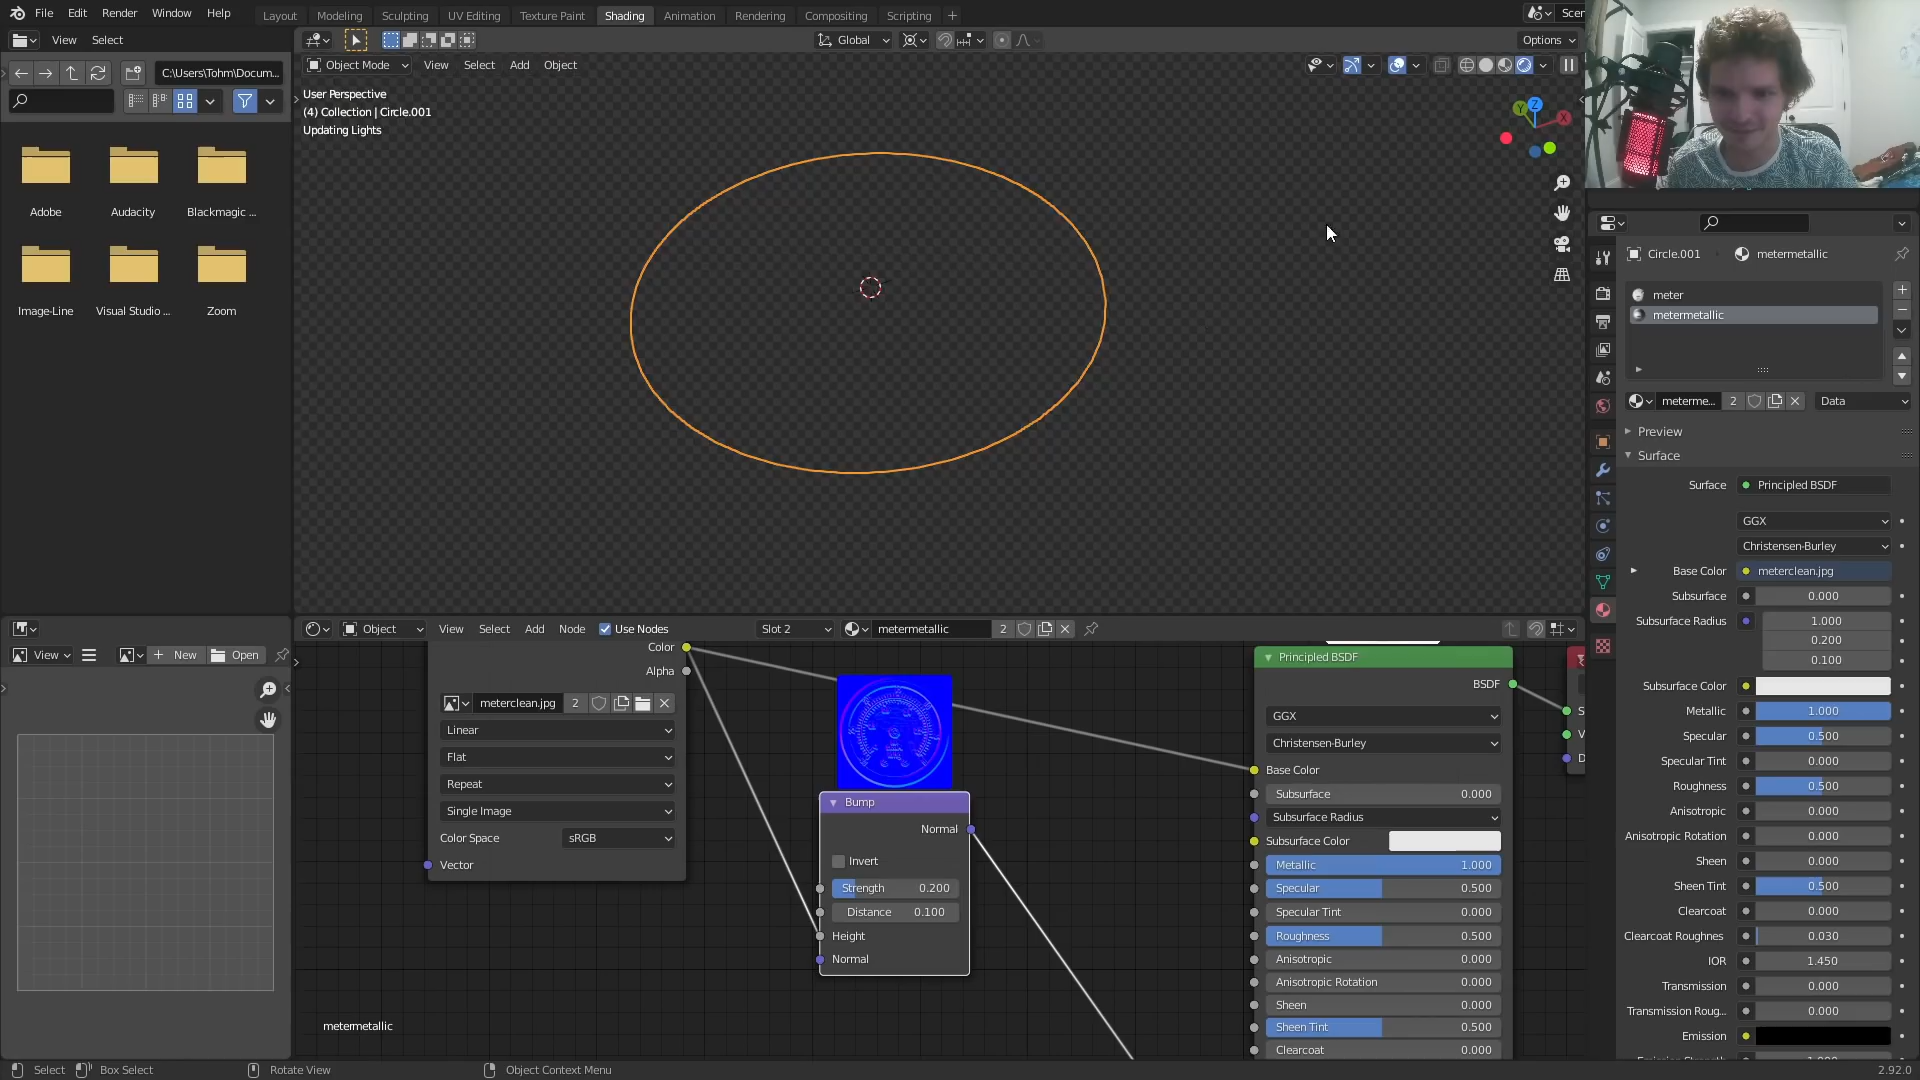 File Edit Render Window Help
Layout Modeling Sculpting UV Editing Texture Paint Shading Animation Rendering Compositing Scripting +
Scen
View Select
Global
Options
C:\Users\Tohm\Docum...
Object Mode View Select Add Object
User Perspective
(4) Collection | Circle.001
Updating Lights
Adobe Audacity Blackmagic ...
Image-Line Visual Studio ... Zoom
Z
Y
X
Circle.001 metermetallic
meter
metermetallic
meterme... 2 Data
Preview
Surface
Surface Principled BSDF
GGX
Christensen-Burley
Base Color meterclean.jpg
Subsurface 0.000
Subsurface Radius 1.000
0.200
0.100
Subsurface Color
Metallic 1.000
Specular 0.500
Specular Tint 0.000
Roughness 0.500
Anisotropic 0.000
Anisotropic Rotation 0.000
Sheen 0.000
Sheen Tint 0.500
Clearcoat 0.000
Clearcoat Roughnes 0.030
IOR 1.450
Transmission 0.000
Transmission Roug... 0.000
Emission
Object View Select Add Node Use Nodes Slot 2 metermetallic 2
View + New Open
Color
Alpha
meterclean.jpg 2
Linear
Flat
Repeat
Single Image
Color Space sRGB
Vector
Bump
Normal
Invert
Strength 0.200
Distance 0.100
Height
Normal
Principled BSDF
BSDF
GGX
Christensen-Burley
Base Color
Subsurface 0.000
Subsurface Radius
Subsurface Color
Metallic 1.000
Specular 0.500
Specular Tint 0.000
Roughness 0.500
Anisotropic 0.000
Anisotropic Rotation 0.000
Sheen 0.000
Sheen Tint 0.500
Clearcoat 0.000
S
V
D
metermetallic
Select Box Select Rotate View Object Context Menu 2.92.0